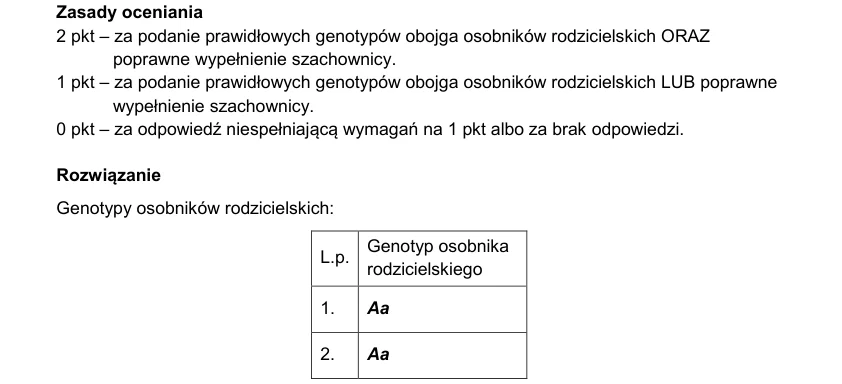 Zasady oceniania
2 pkt – za podanie prawidłowych genotypów obojga osobników rodzicielskich ORAZ
poprawne wypełnienie szachownicy.
1 pkt – za podanie prawidłowych genotypów obojga osobników rodzicielskich LUB poprawne
wypełnienie szachownicy.
0 pkt – za odpowiedź niespełniającą wymagań na 1 pkt albo za brak odpowiedzi.
Rozwiązanie
Genotypy osobników rodzicielskich:
L.p. Genotyp osobnika
rodzicielskiego
1. Aa
2. Aa